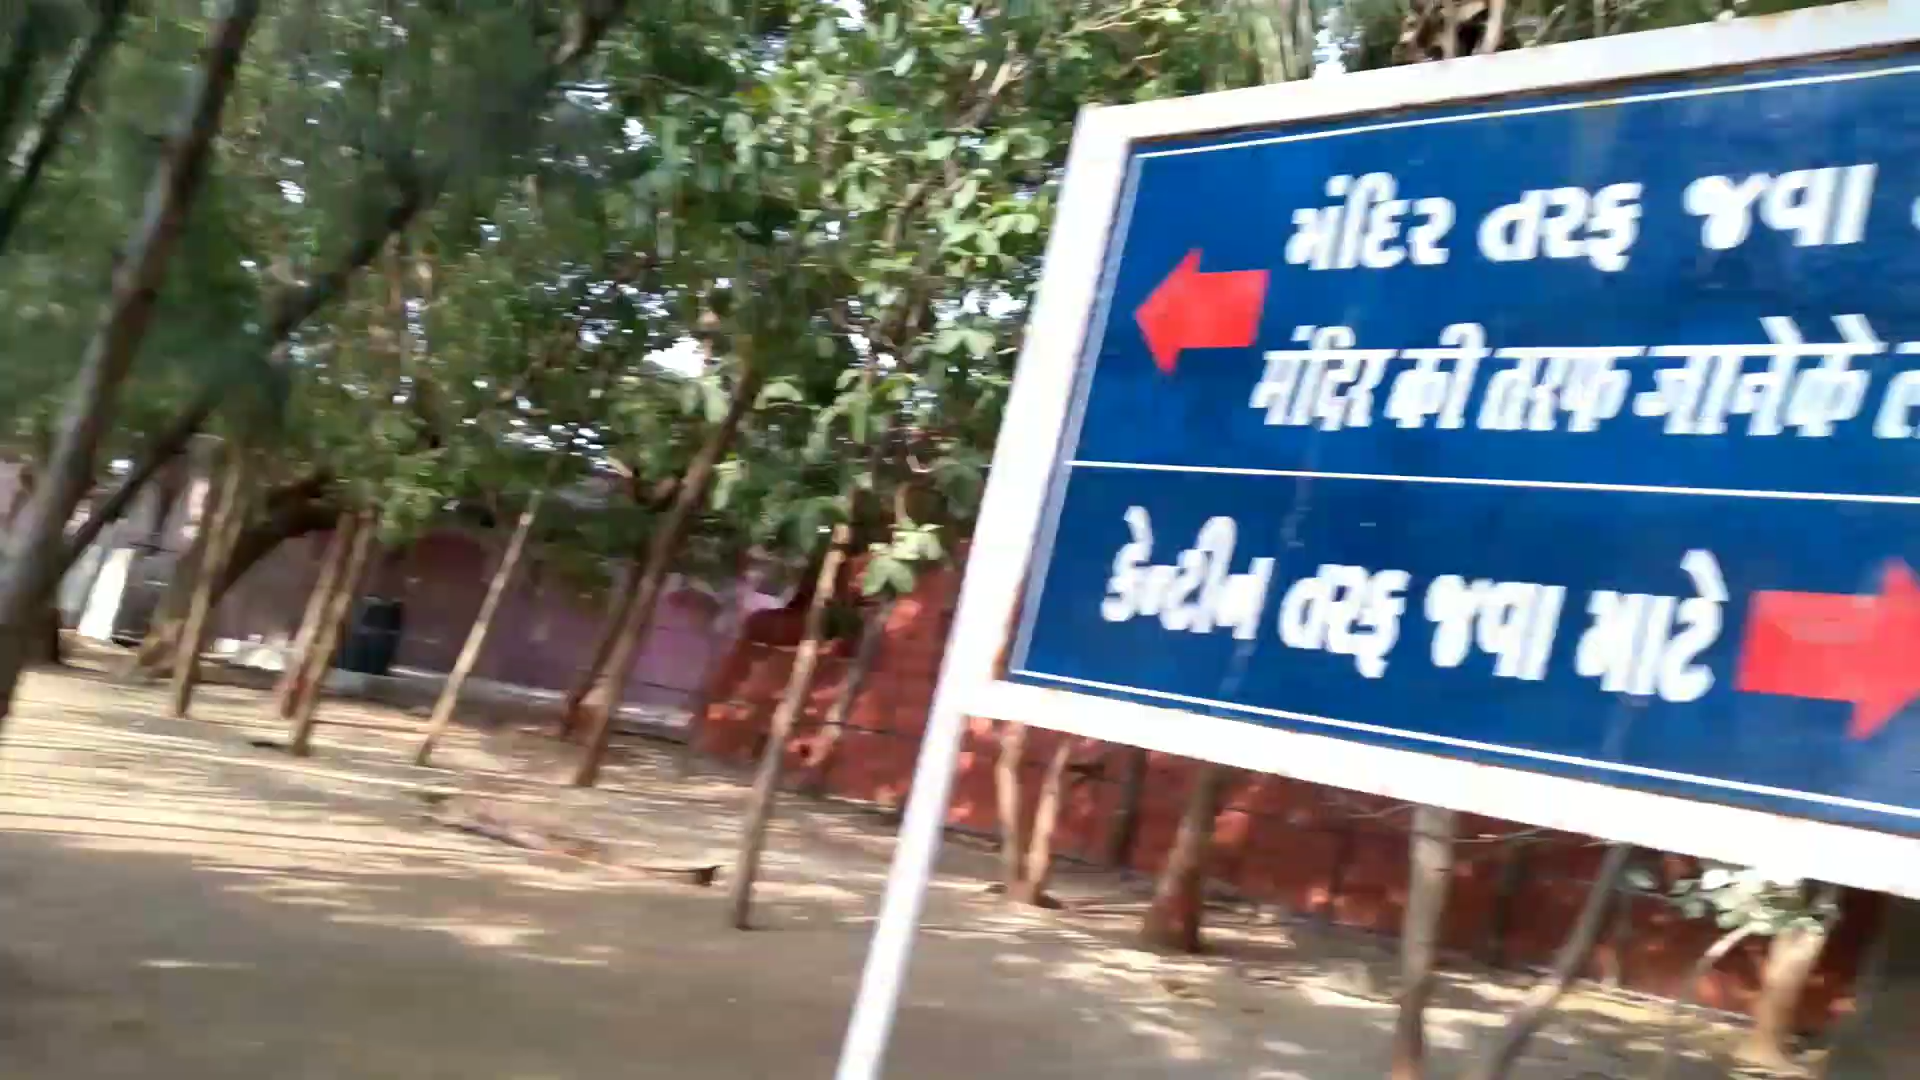 મંદિર તરફ જવા
मंदिर की तरफ जानेके
કેન્ટીન તરફ જવા માટે